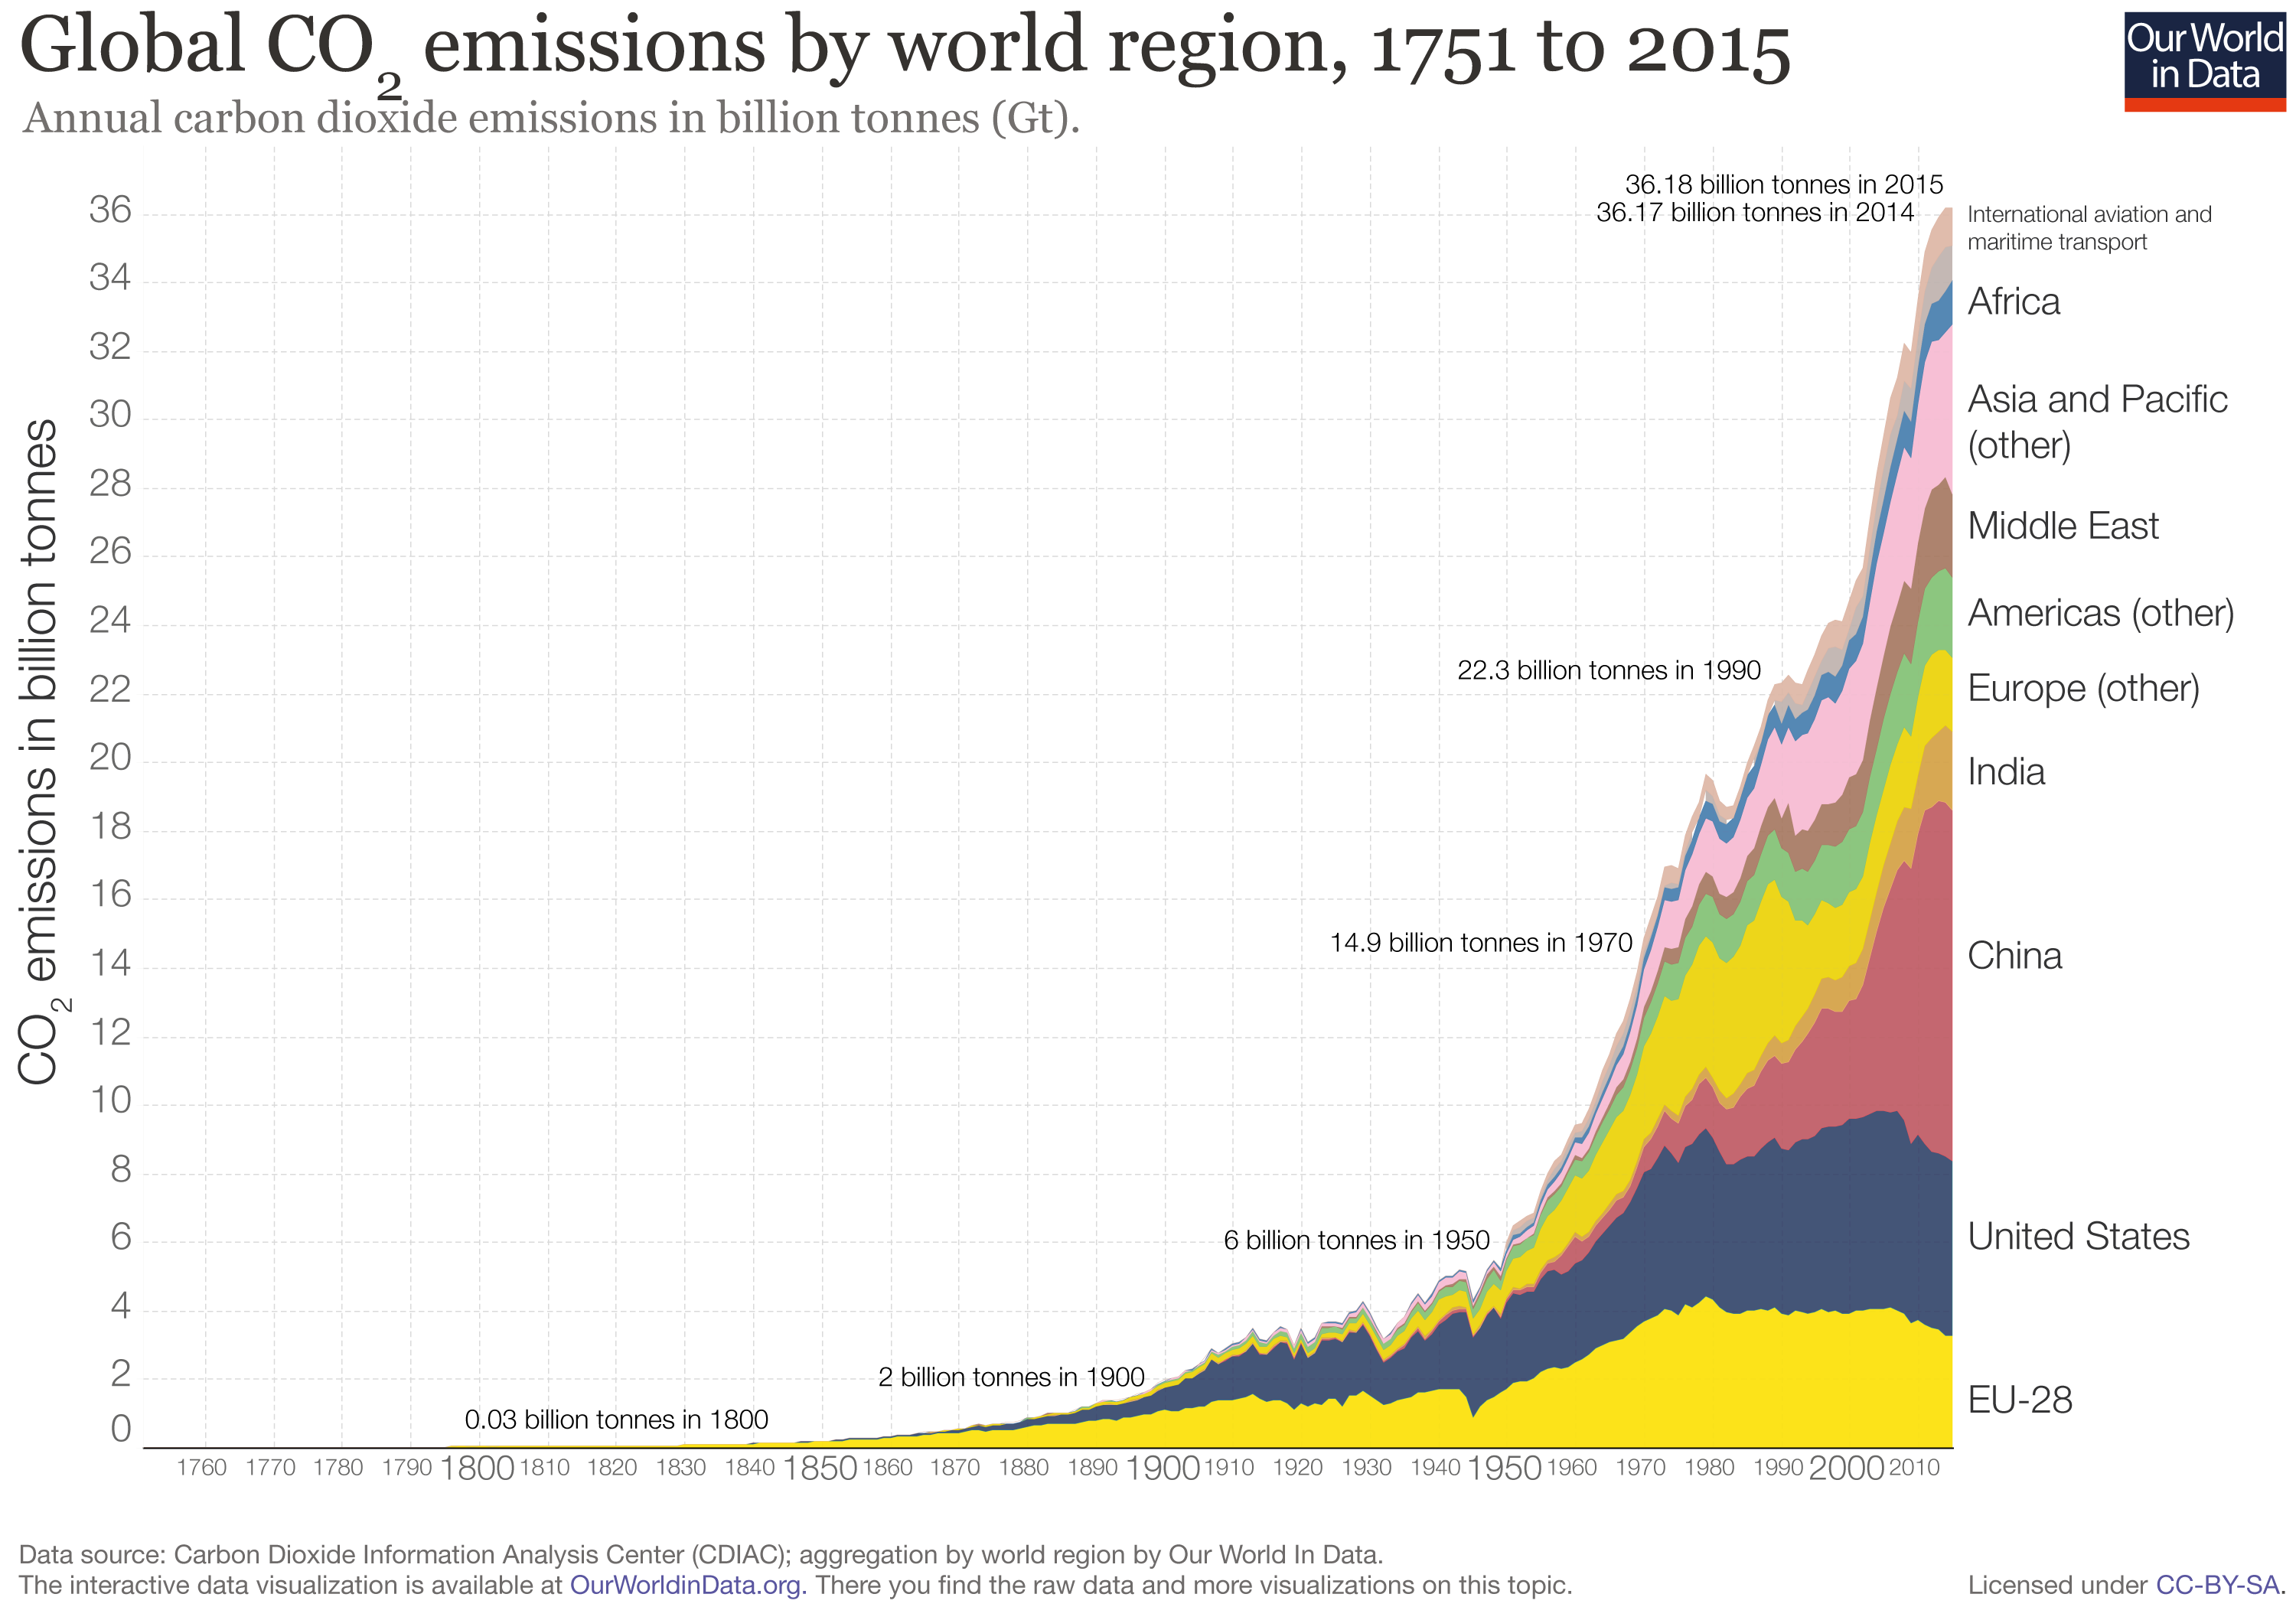 Global CO₂ emissions by world region, 1751 to 2015
Our World
in Data
Annual carbon dioxide emissions in billion tonnes (Gt).
CO₂ emissions in billion tonnes
36
34
32
30
28
26
24
22
20
18
16
14
12
10
8
6
4
2
0
36.18 billion tonnes in 2015
36.17 billion tonnes in 2014
22.3 billion tonnes in 1990
14.9 billion tonnes in 1970
6 billion tonnes in 1950
2 billion tonnes in 1900
0.03 billion tonnes in 1800
International aviation and
maritime transport
Africa
Asia and Pacific
(other)
Middle East
Americas (other)
Europe (other)
India
China
United States
EU-28
1760 1770 1780 1790 1800 1810 1820 1830 1840 1850 1860 1870 1880 1890 1900 1910 1920 1930 1940 1950 1960 1970 1980 1990 2000 2010
Data source: Carbon Dioxide Information Analysis Center (CDIAC); aggregation by world region by Our World In Data.
The interactive data visualization is available at OurWorldinData.org. There you find the raw data and more visualizations on this topic.
Licensed under CC-BY-SA.